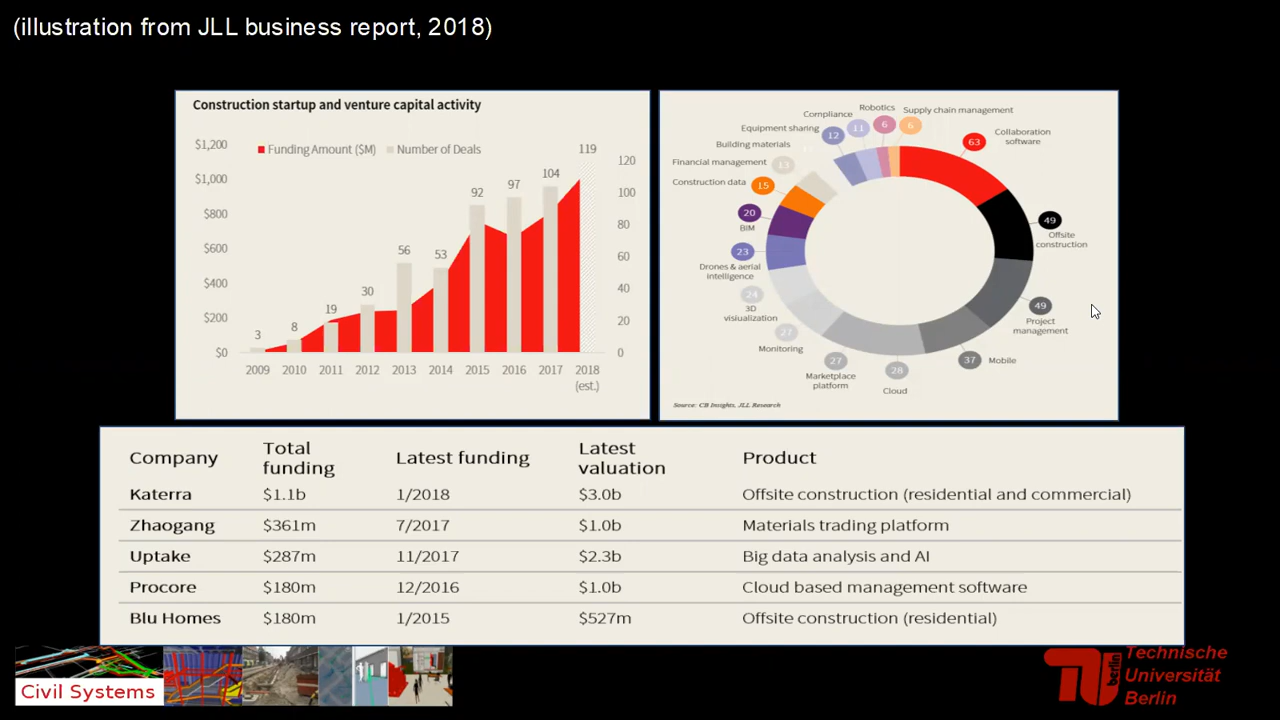 (illustration from JLL business report, 2018)
Construction startup and venture capital activity
Funding Amount ($M) Number of Deals
$1,200
$1,000
$800
$600
$400
$200
$0
3
8
19
30
56
53
92
97
104
119
120
100
80
60
40
20
0
2009 2010 2011 2012 2013 2014 2015 2016 2017 2018
(est.)
Robotics
6
Supply chain management
6
Collaboration
software
63
49
Offsite
construction
49
Project
management
37
Mobile
28
Cloud
27
Marketplace
platform
27
Monitoring
24
3D
visiualization
23
Drones & aerial
intelligence
20
BIM
Construction data
15
Financial management
13
Building materials
Equipment sharing
12
Compliance
11
Source: CB Insights, JLL Research
Company Total funding Latest funding Latest valuation Product
Katerra $1.1b 1/2018 $3.0b Offsite construction (residential and commercial)
Zhaogang $361m 7/2017 $1.0b Materials trading platform
Uptake $287m 11/2017 $2.3b Big data analysis and AI
Procore $180m 12/2016 $1.0b Cloud based management software
Blu Homes $180m 1/2015 $527m Offsite construction (residential)
Civil Systems
berlin
Technische
Universität
Berlin